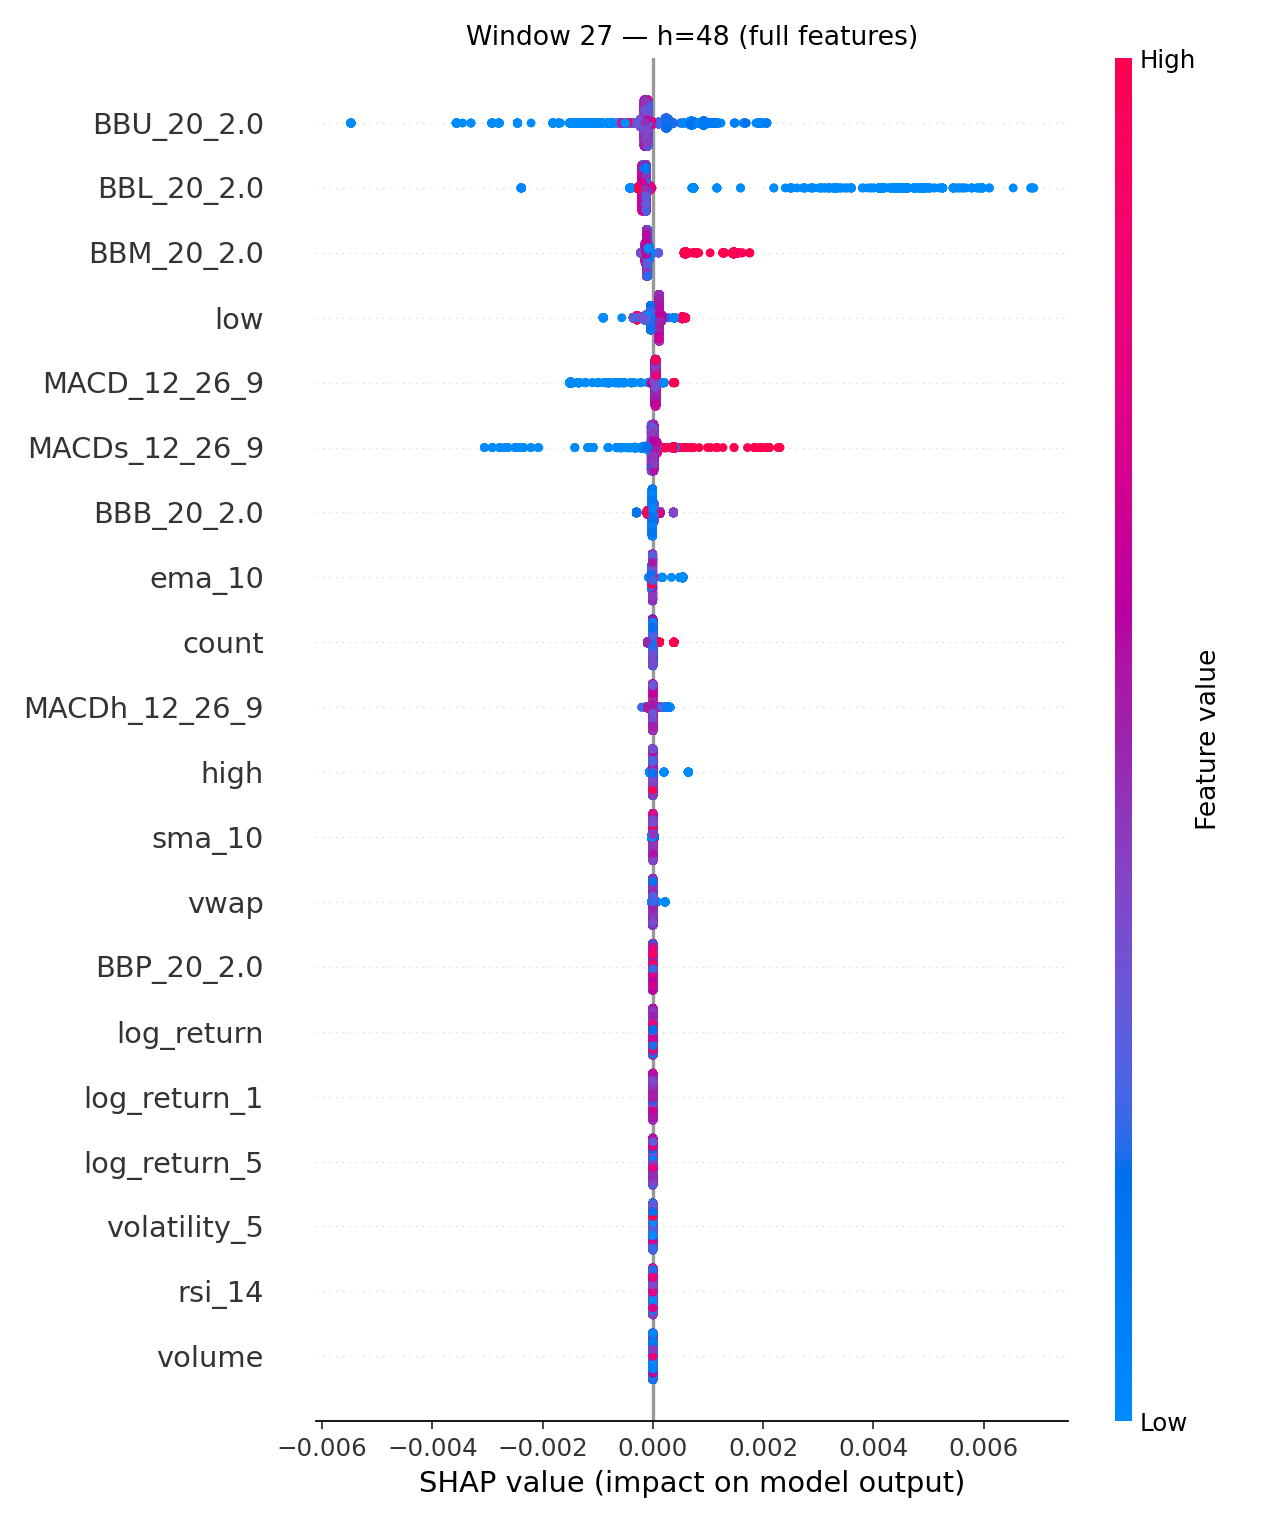 Window 27 — h=48 (full features)
High
BBU_20_2.0
BBL_20_2.0
BBM_20_2.0
low
MACD_12_26_9
MACDs_12_26_9
BBB_20_2.0
ema_10
count
MACDh_12_26_9
high
sma_10
vwap
BBP_20_2.0
log_return
log_return_1
log_return_5
volatility_5
rsi_14
volume
Feature value
Low
−0.006 −0.004 −0.002 0.000 0.002 0.004 0.006
SHAP value (impact on model output)